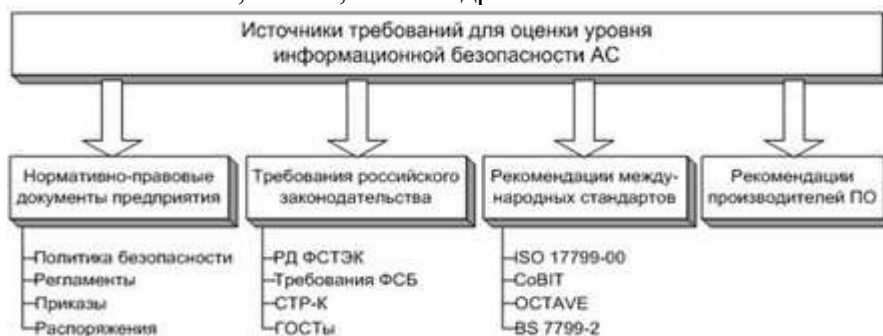 Источники требований для оценки уровня
информационной безопасности АС
Нормативно-правовые
документы предприятия
Политика безопасности
Регламенты
Приказы
Распоряжения
Требования российского
законодательства
РД ФСТЭК
Требования ФСБ
СТР-К
ГОСТы
Рекомендации между-
народных стандартов
ISO 17799-00
CoBIT
OCTAVE
BS 7799-2
Рекомендации
производителей ПО